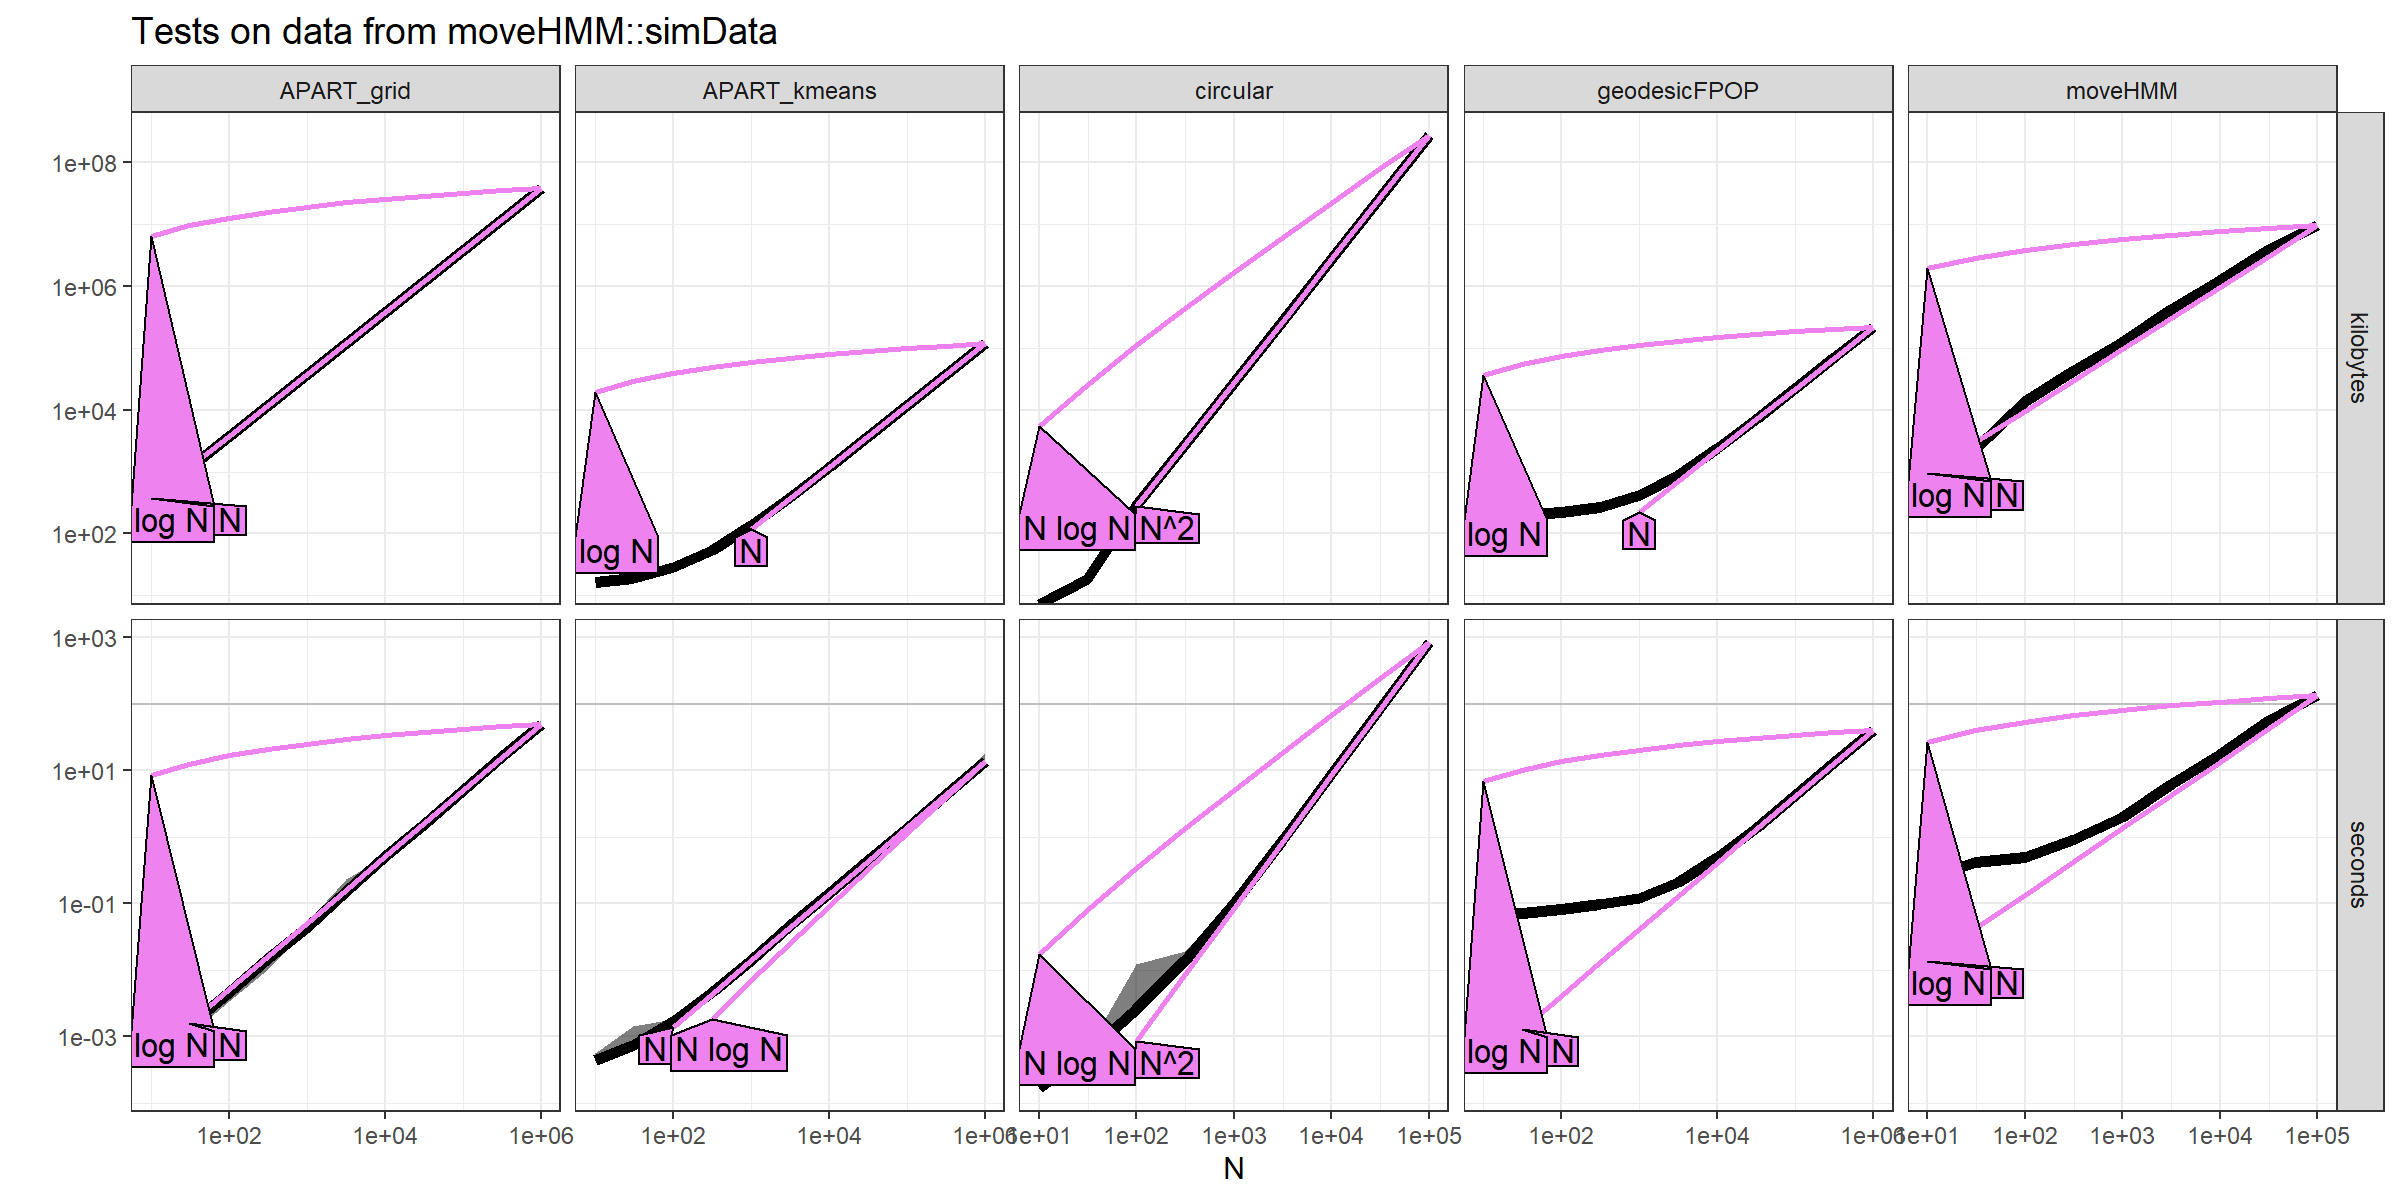 Tests on data from moveHMM::simData
APART_grid
APART_kmeans
circular
geodesicFPOP
moveHMM
1e+08
1e+06
1e+04
1e+02
log N
N
log N
N
N log N
N^2
log N
N
log N
N
kilobytes
1e+03
1e+01
1e-01
1e-03
log N
N
N
N log N
N log N
N^2
log N
N
log N
N
seconds
1e+02
1e+04
1e+06
1e+02
1e+04
1e+06
1e+01
1e+02
1e+03
1e+04
1e+05
1e+02
1e+04
1e+06
1e+01
1e+02
1e+03
1e+04
1e+05
N